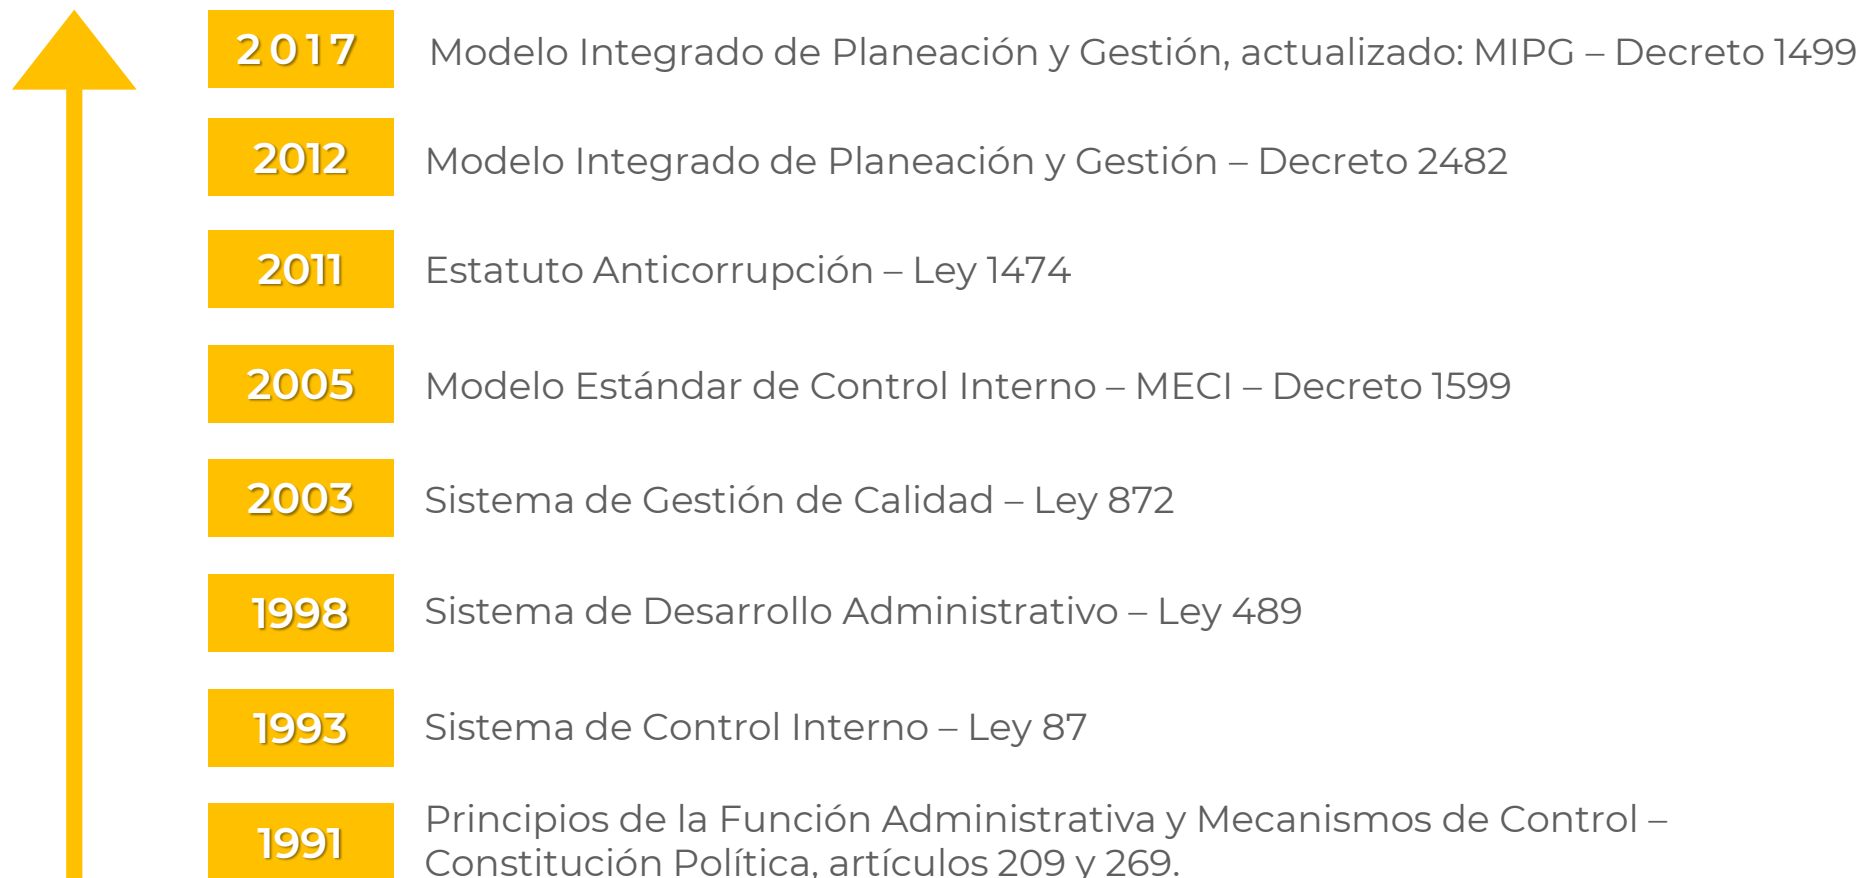 2017 Modelo Integrado de Planeación y Gestión, actualizado: MIPG – Decreto 1499
2012 Modelo Integrado de Planeación y Gestión – Decreto 2482
2011 Estatuto Anticorrupción – Ley 1474
2005 Modelo Estándar de Control Interno – MECI – Decreto 1599
2003 Sistema de Gestión de Calidad – Ley 872
1998 Sistema de Desarrollo Administrativo – Ley 489
1993 Sistema de Control Interno – Ley 87
1991 Principios de la Función Administrativa y Mecanismos de Control –
Constitución Política, artículos 209 y 269.